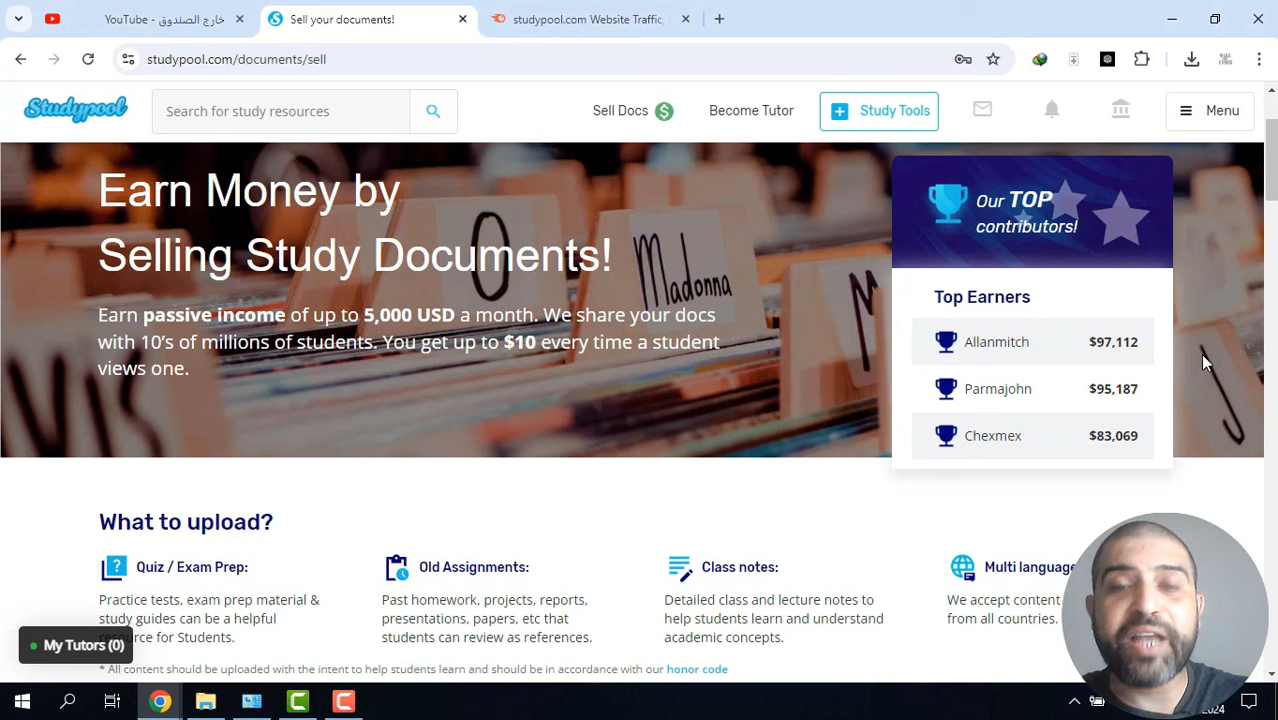 YouTube - خارج الصندوق
Sell your documents!
studypool.com Website Traffic,
studypool.com/documents/sell
Studypool
Search for study resources
Sell Docs $
Become Tutor
Study Tools
Menu
Earn Money by
Selling Study Documents!
Earn passive income of up to 5,000 USD a month. We share your docs
with 10's of millions of students. You get up to $10 every time a student
views one.
O
Madonna
Our TOP
contributors!
Top Earners
Allanmitch $97,112
Parmajohn $95,187
Chexmex $83,069
What to upload?
Quiz / Exam Prep:
Practice tests, exam prep material &
study guides can be a helpful
resource for Students.
Old Assignments:
Past homework, projects, reports,
presentations, papers, etc that
students can review as references.
Class notes:
Detailed class and lecture notes to
help students learn and understand
academic concepts.
Multi language
We accept content
from all countries.
My Tutors (0)
* All content should be uploaded with the intent to help students learn and should be in accordance with our honor code